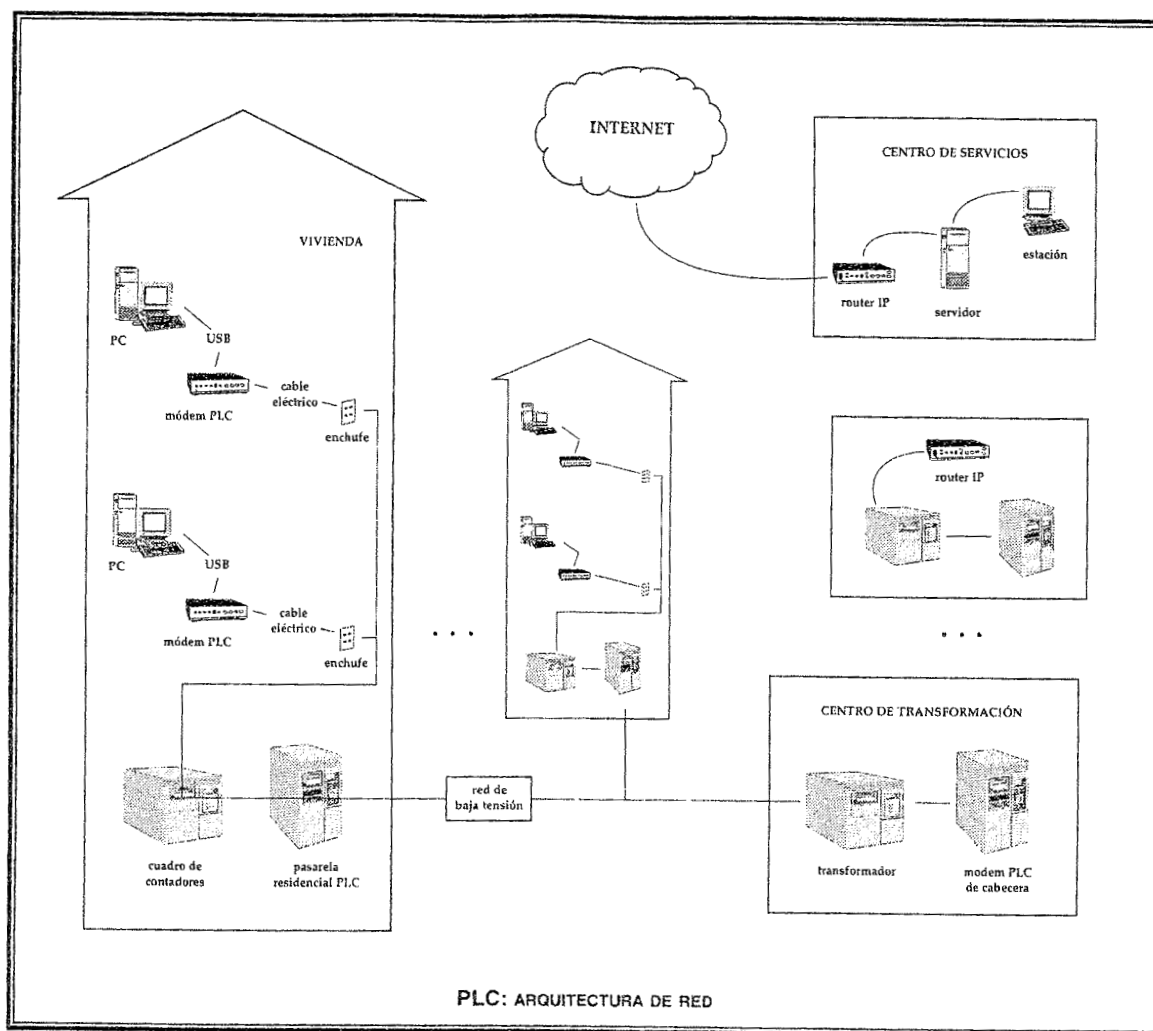 INTERNET
CENTRO DE SERVICIOS
estación
router IP
servidor
VIVIENDA
PC
USB
módem PLC
cable
eléctrico
enchufe
PC
USB
módem PLC
cable
eléctrico
enchufe
. . .
router IP
. . .
cuadro de
contadores
pasarela
residencial PLC
red de
baja tensión
CENTRO DE TRANSFORMACIÓN
transformador
modem PLC
de cabecera
PLC: ARQUITECTURA DE RED